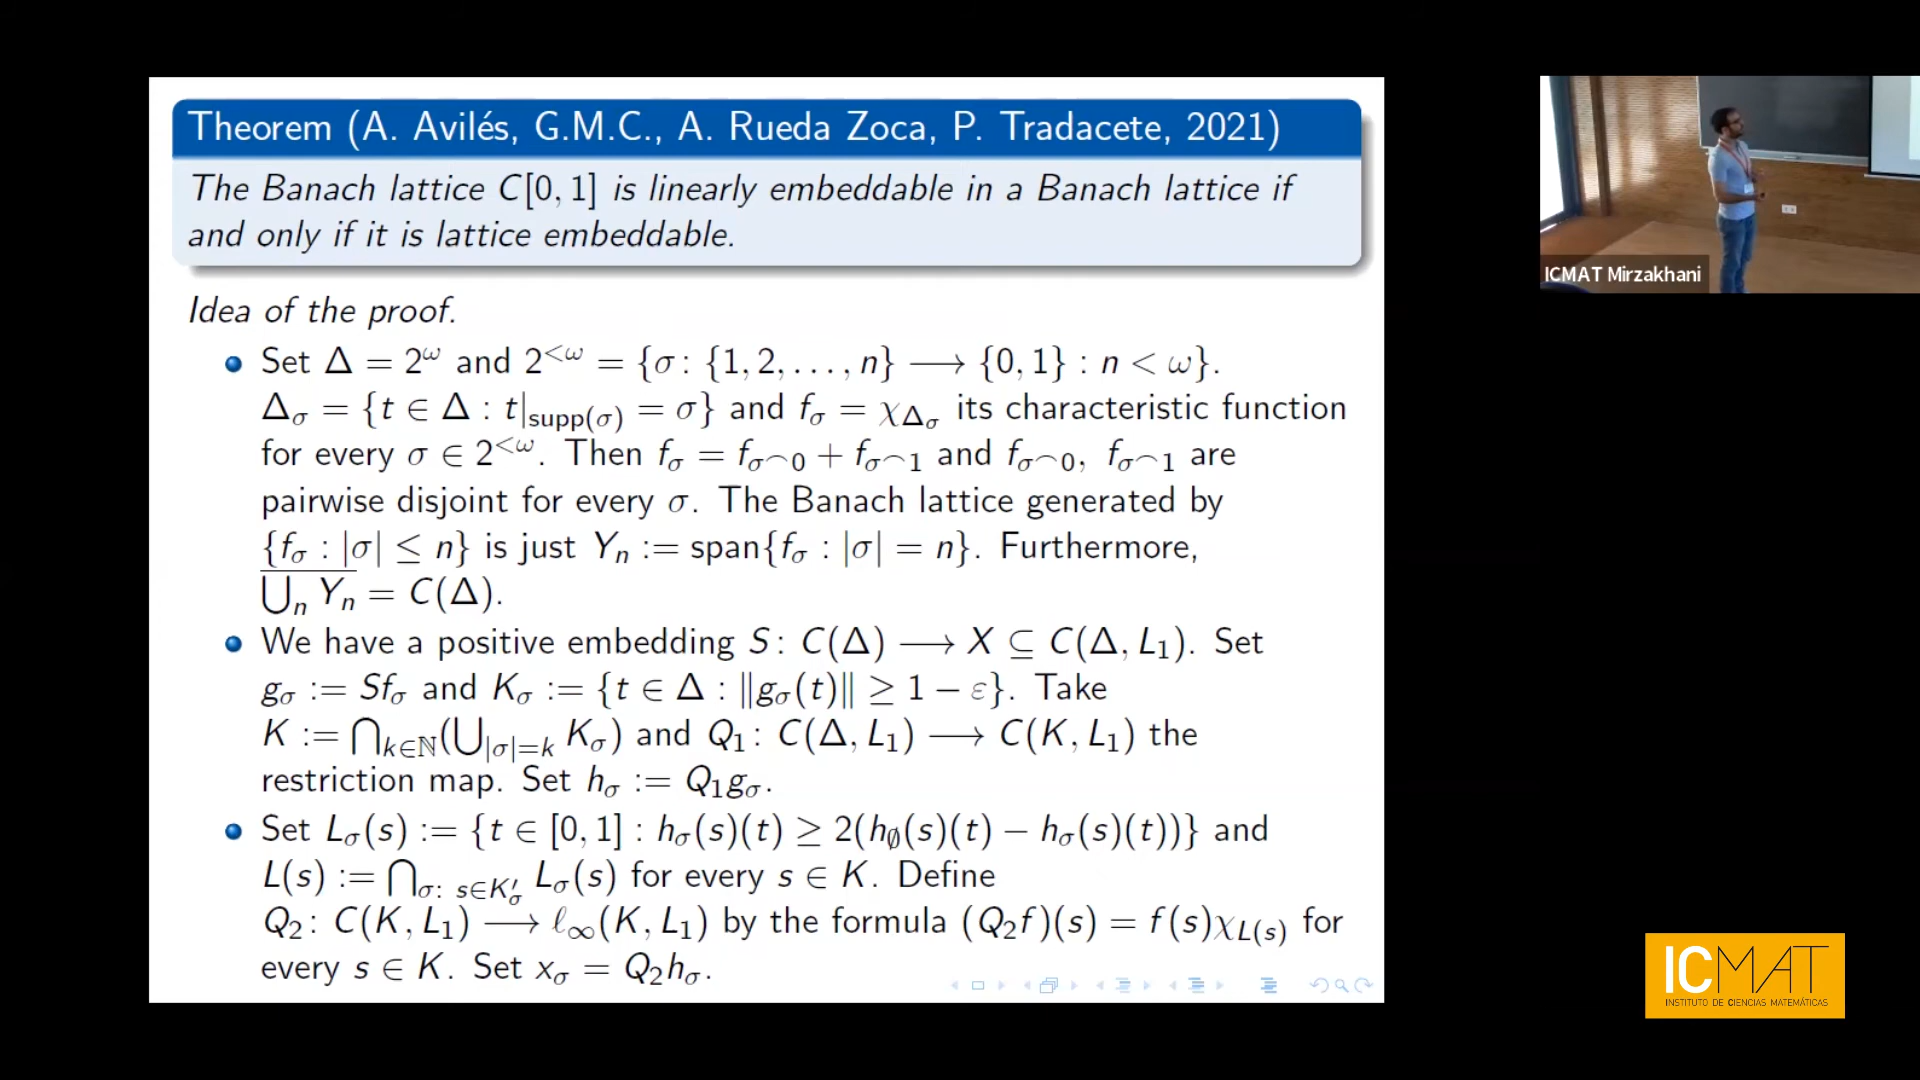 Theorem (A. Avilés, G.M.C., A. Rueda Zoca, P. Tradacete, 2021)
The Banach lattice C[0, 1] is linearly embeddable in a Banach lattice if
and only if it is lattice embeddable.
Idea of the proof.
Set Δ = 2^ω and 2^{<ω} = {σ: {1, 2, . . . , n} ⟶ {0, 1} : n < ω}.
Δ_σ = {t ∈ Δ : t|_{supp(σ)} = σ} and f_σ = χ_{Δ_σ} its characteristic function
for every σ ∈ 2^{<ω}. Then f_σ = f_{σ⌢0} + f_{σ⌢1} and f_{σ⌢0}, f_{σ⌢1} are
pairwise disjoint for every σ. The Banach lattice generated by
{f_σ : |σ| ≤ n} is just Y_n := span{f_σ : |σ| = n}. Furthermore,
\overline{⋃_n Y_n} = C(Δ).
We have a positive embedding S: C(Δ) ⟶ X ⊆ C(Δ, L_1). Set
g_σ := Sf_σ and K_σ := {t ∈ Δ : ‖g_σ(t)‖ ≥ 1 − ε}. Take
K := ⋂_{k∈ℕ}(⋃_{|σ|=k} K_σ) and Q_1: C(Δ, L_1) ⟶ C(K, L_1) the
restriction map. Set h_σ := Q_1g_σ.
Set L_σ(s) := {t ∈ [0, 1] : h_σ(s)(t) ≥ 2(h_∅(s)(t) − h_σ(s)(t))} and
L(s) := ⋂_{σ: s∈K'_σ} L_σ(s) for every s ∈ K. Define
Q_2: C(K, L_1) ⟶ ℓ_∞(K, L_1) by the formula (Q_2f)(s) = f(s)χ_{L(s)} for
every s ∈ K. Set x_σ = Q_2h_σ.
ICMAT Mirzakhani
ICMAT
INSTITUTO DE CIENCIAS MATEMÁTICAS